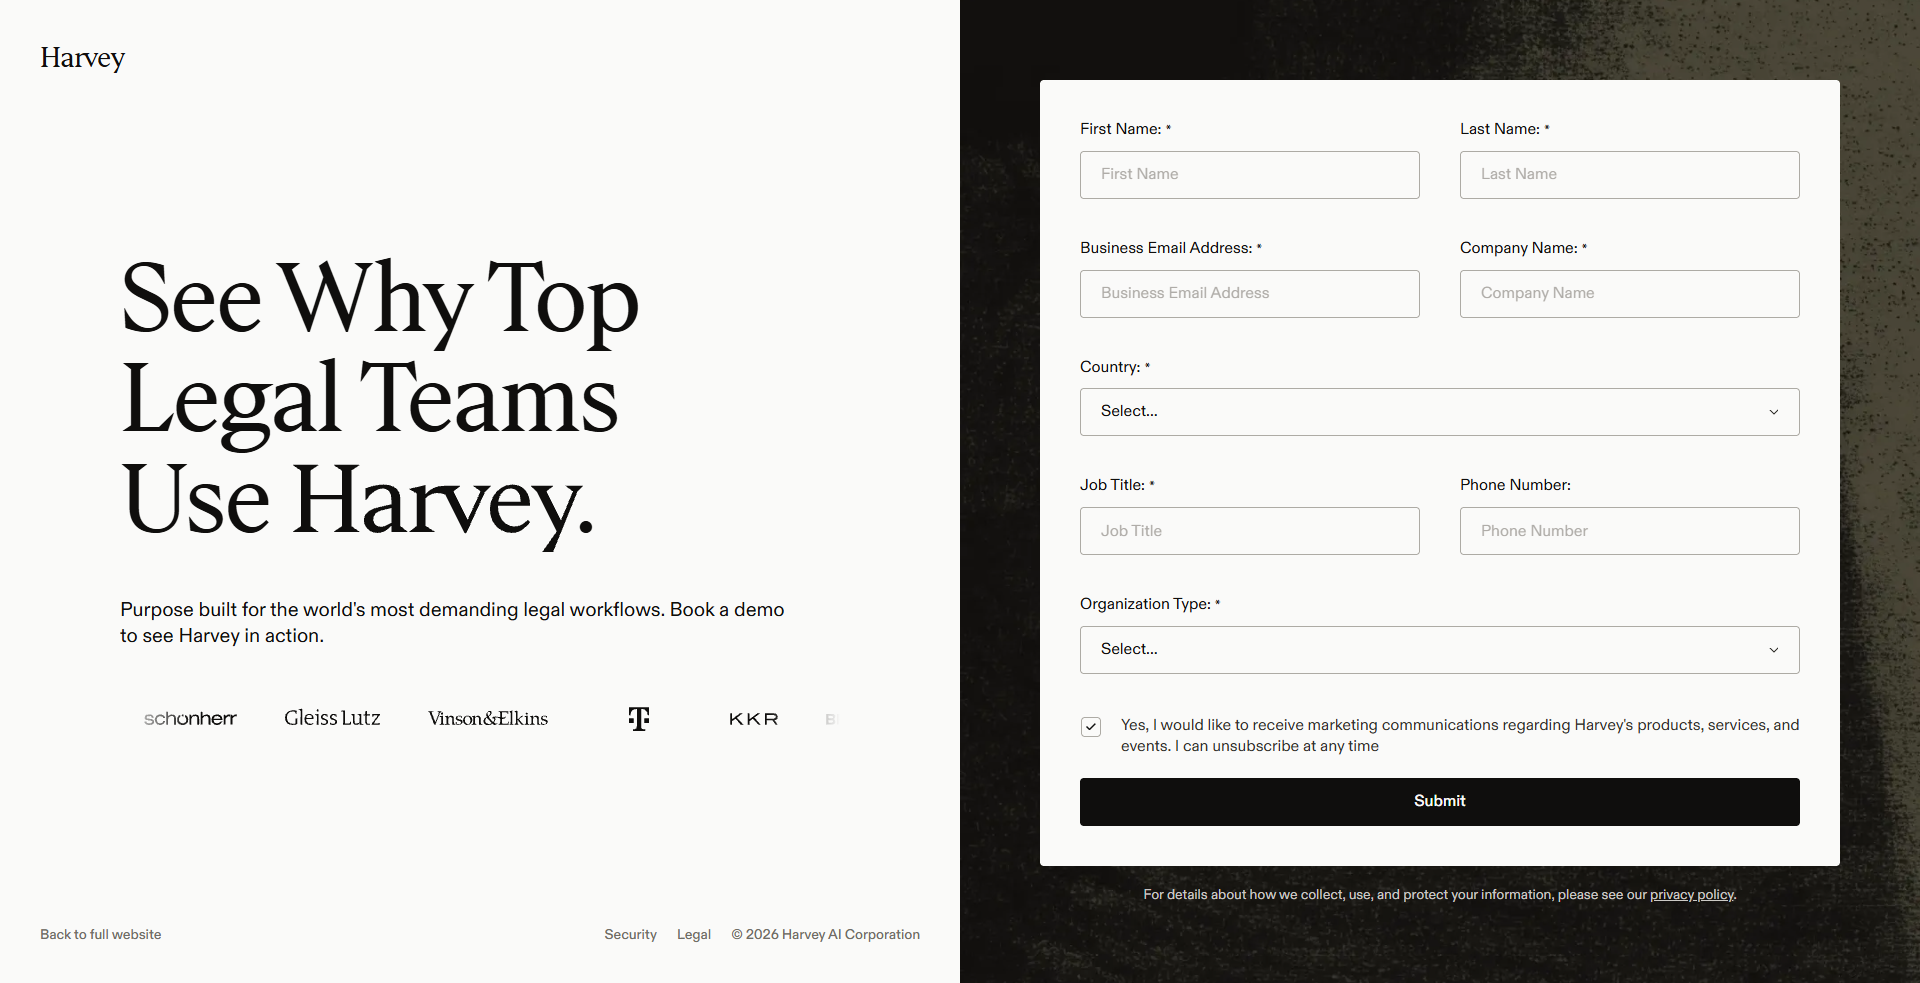 Harvey
See Why Top
Legal Teams
Use Harvey.
Purpose built for the world's most demanding legal workflows. Book a demo
to see Harvey in action.
schönherr
Gleiss Lutz
Vinson&Elkins
T
KKR
Back to full website
Security
Legal
© 2026 Harvey AI Corporation
First Name: *
Last Name: *
First Name
Last Name
Business Email Address: *
Company Name: *
Business Email Address
Company Name
Country: *
Select...
Job Title: *
Phone Number:
Job Title
Phone Number
Organization Type: *
Select...
Yes, I would like to receive marketing communications regarding Harvey's products, services, and
events. I can unsubscribe at any time
Submit
For details about how we collect, use, and protect your information, please see our privacy policy.